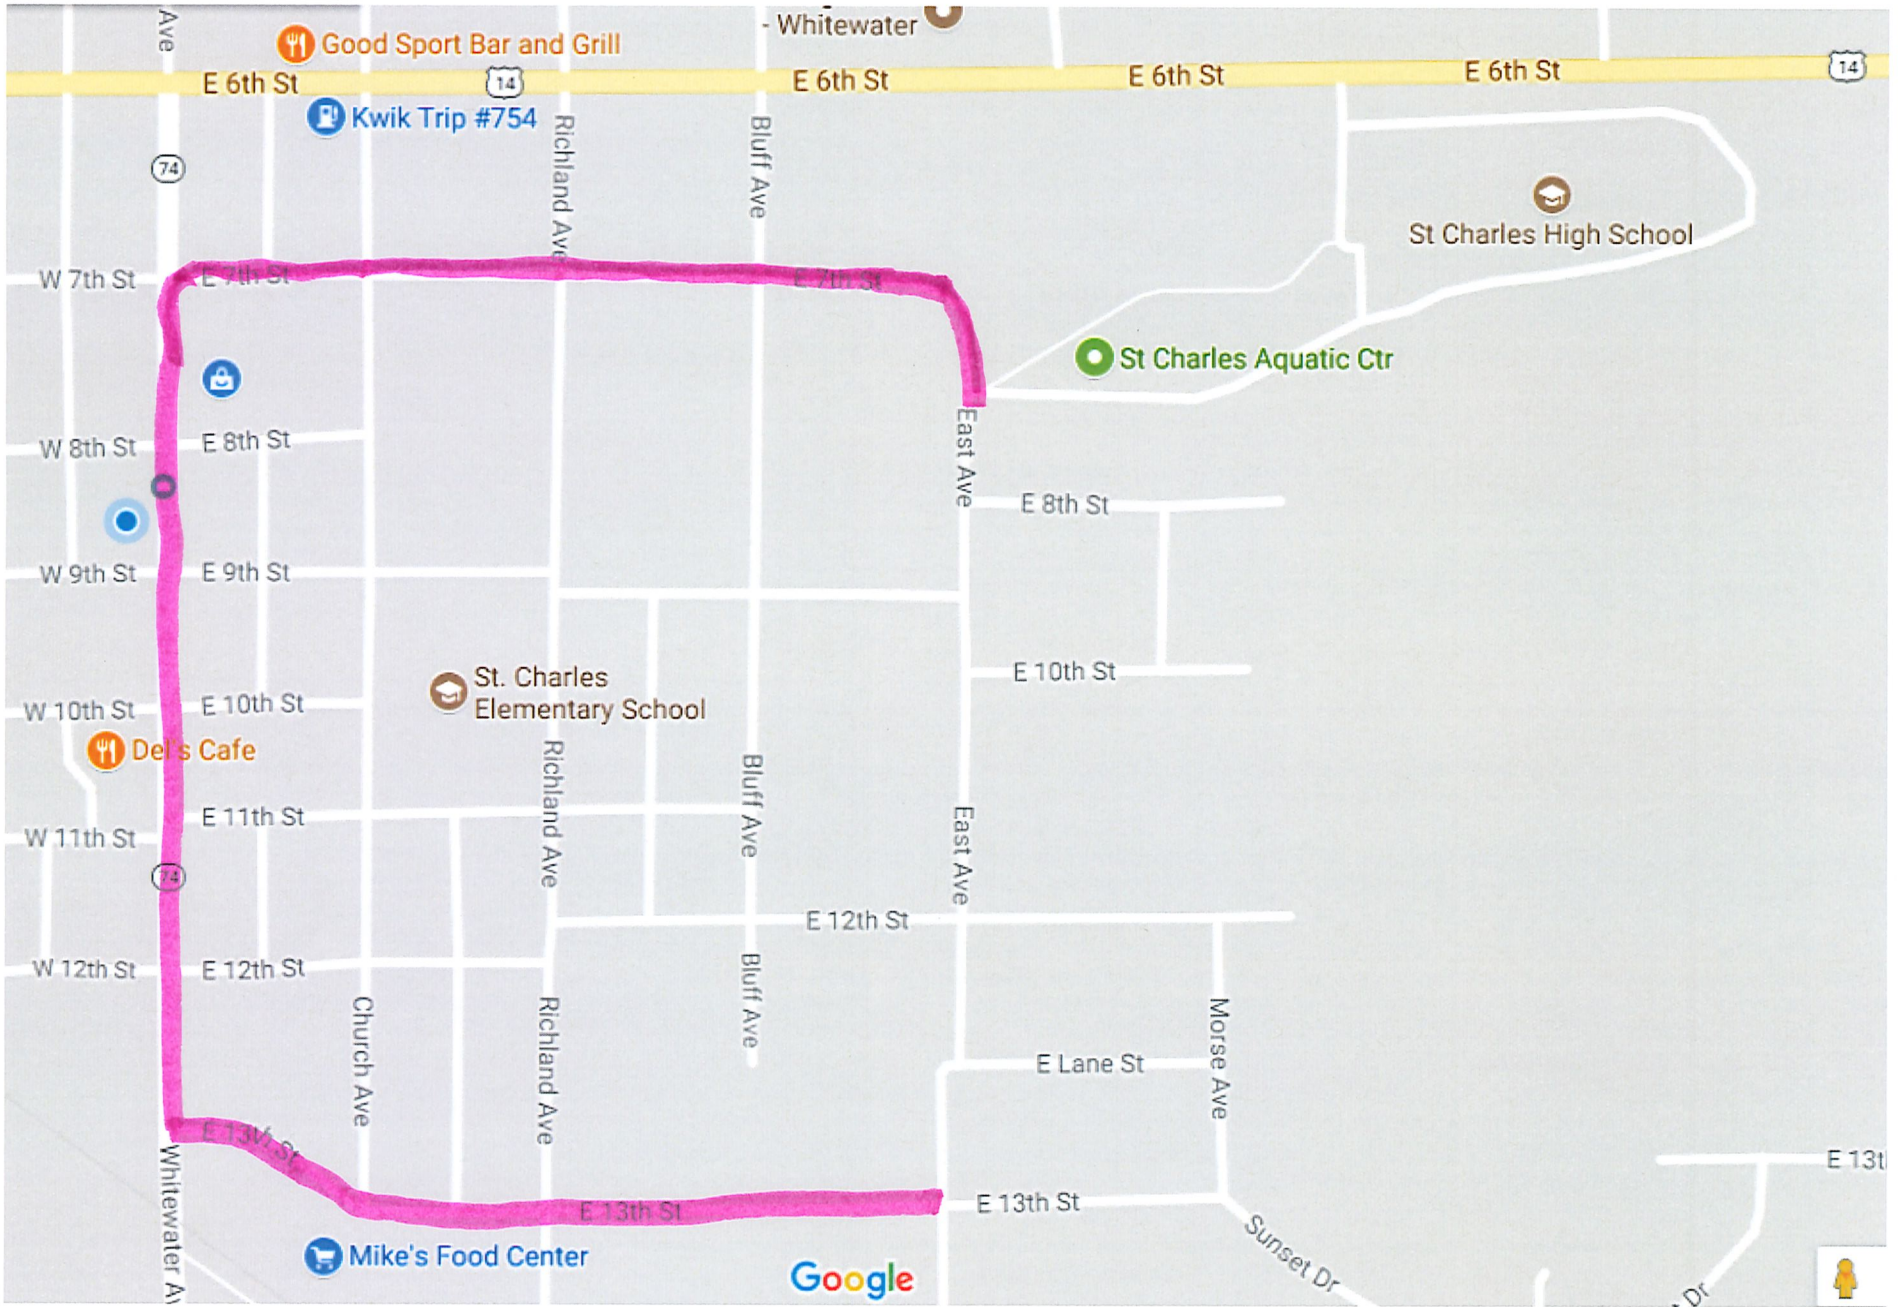 Ave
Good Sport Bar and Grill
- Whitewater
E 6th St
14
E 6th St
E 6th St
E 6th St
14
Kwik Trip #754
Richland Ave
Bluff Ave
74
St Charles High School
W 7th St
E 7th St
E 7th St
St Charles Aquatic Ctr
W 8th St
E 8th St
East Ave
E 8th St
W 9th St
E 9th St
St. Charles
Elementary School
E 10th St
W 10th St
E 10th St
Del's Cafe
Richland Ave
Bluff Ave
E 11th St
W 11th St
East Ave
74
E 12th St
W 12th St
E 12th St
Bluff Ave
Church Ave
Richland Ave
Morse Ave
E Lane St
E 13
St
Whitewater Av
E 13th St
E 13th St
E 13t
Mike's Food Center
Sunset Dr
Dr
Google